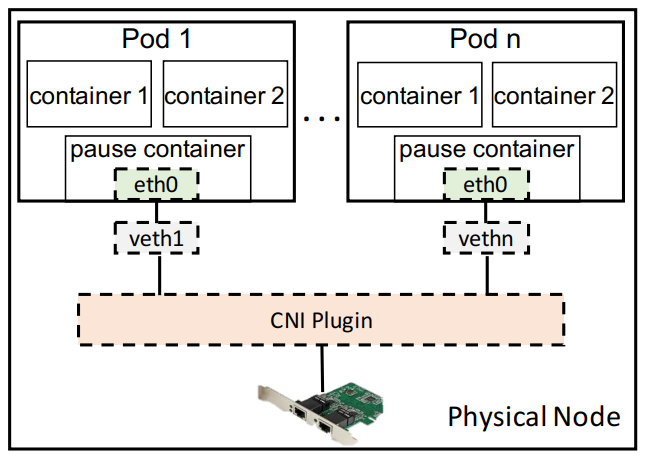 Pod 1
container 1
container 2
pause container
eth0
veth1
...
Pod n
container 1
container 2
pause container
eth0
vethn
CNI Plugin
Physical Node